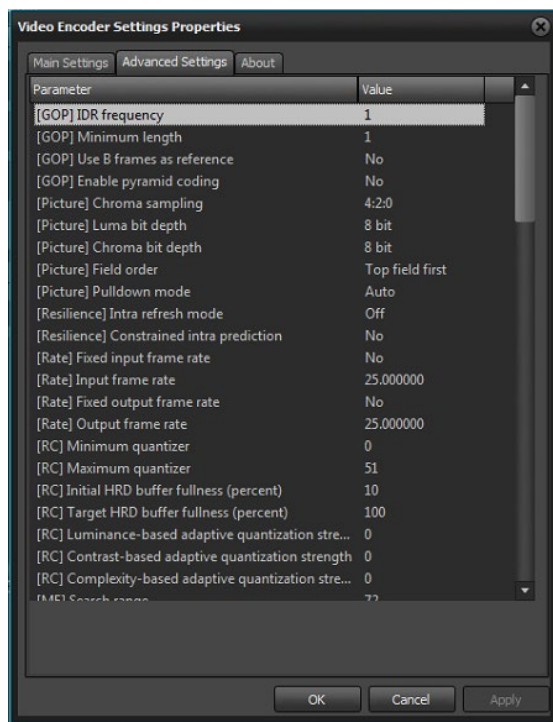 Video Encoder Settings Properties
Main Settings Advanced Settings About
Parameter Value
[GOP] IDR frequency 1
[GOP] Minimum length 1
[GOP] Use B frames as reference No
[GOP] Enable pyramid coding No
[Picture] Chroma sampling 4:2:0
[Picture] Luma bit depth 8 bit
[Picture] Chroma bit depth 8 bit
[Picture] Field order Top field first
[Picture] Pulldown mode Auto
[Resilience] Intra refresh mode Off
[Resilience] Constrained intra prediction No
[Rate] Fixed input frame rate No
[Rate] Input frame rate 25.000000
[Rate] Fixed output frame rate No
[Rate] Output frame rate 25.000000
[RC] Minimum quantizer 0
[RC] Maximum quantizer 51
[RC] Initial HRD buffer fullness (percent) 10
[RC] Target HRD buffer fullness (percent) 100
[RC] Luminance-based adaptive quantization stre... 0
[RC] Contrast-based adaptive quantization strength 0
[RC] Complexity-based adaptive quantization stre... 0
[ME] Search range 72
OK Cancel Apply